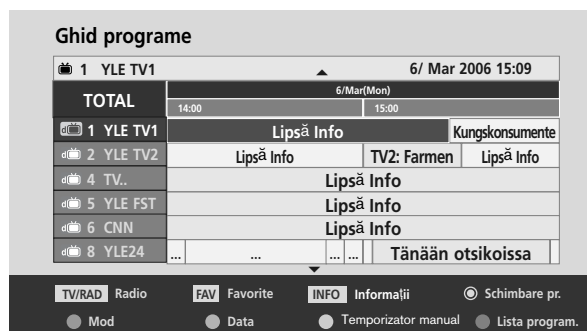 Ghid programe
1 YLE TV1 6/ Mar 2006 15:09
TOTAL 6/Mar(Mon)
14:00 15:00
1 YLE TV1 Lipsă Info Kungskonsumente
2 YLE TV2 Lipsă Info TV2: Farmen Lipsă Info
4 TV.. Lipsă Info
5 YLE FST Lipsă Info
6 CNN Lipsă Info
8 YLE24 ... ... ... ... Tänään otsikoissa
TV/RAD Radio FAV Favorite INFO Informaţii Schimbare pr.
Mod Data Temporizator manual Lista program.